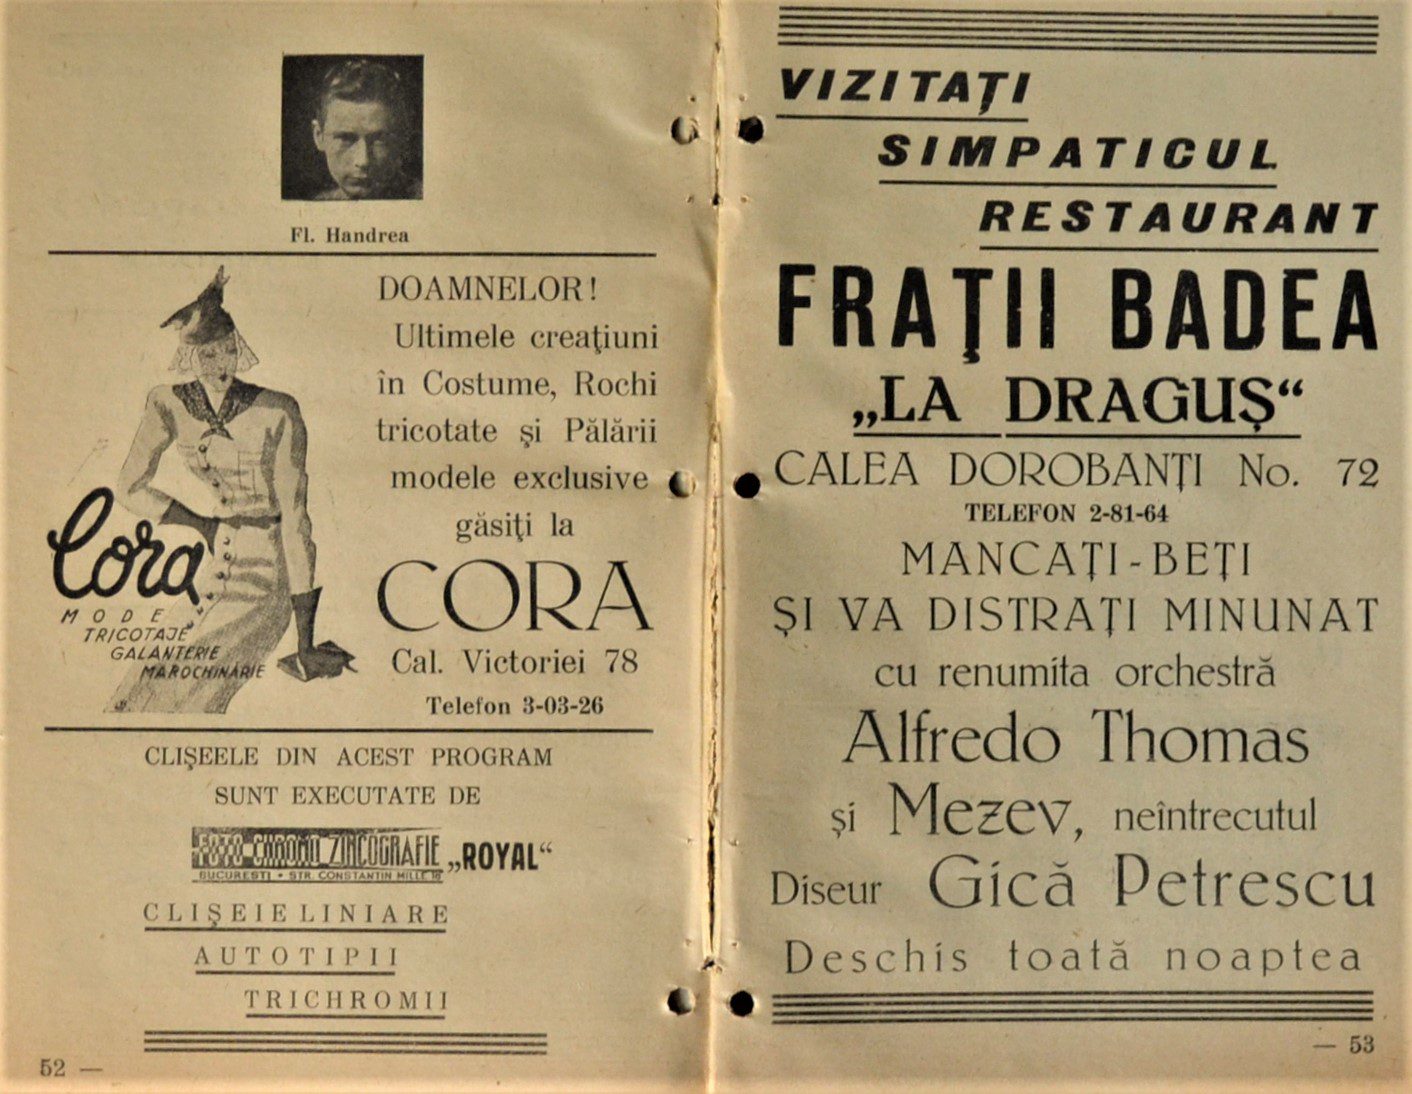 Fl. Handrea
DOAMNELOR!
Ultimele creaţiuni
în Costume, Rochi
tricotate şi Pălării
modele exclusive
găsiţi la
CORA
Cal. Victoriei 78
Telefon 3-03-26
Cora
MODE
TRICOTAJE
GALANTERIE
MAROCHINĂRIE
CLIŞEELE DIN ACEST PROGRAM
SUNT EXECUTATE DE
FOTO-CHROMO ZINCOGRAFIE „ROYAL“
BUCUREŞTI • STR. CONSTANTIN MILLE 16
CLIŞEIE LINIARE
AUTOTIPII
TRICHROMII
52 —
VIZITAŢI
SIMPATICUL
RESTAURANT
FRAŢII BADEA
„LA DRAGUŞ“
CALEA DOROBANŢI No. 72
TELEFON 2-81-64
MANCAŢI-BEŢI
ŞI VA DISTRAŢI MINUNAT
cu renumita orchestră
Alfredo Thomas
şi Mezev, neîntrecutul
Diseur Gică Petrescu
Deschis toată noaptea
— 53